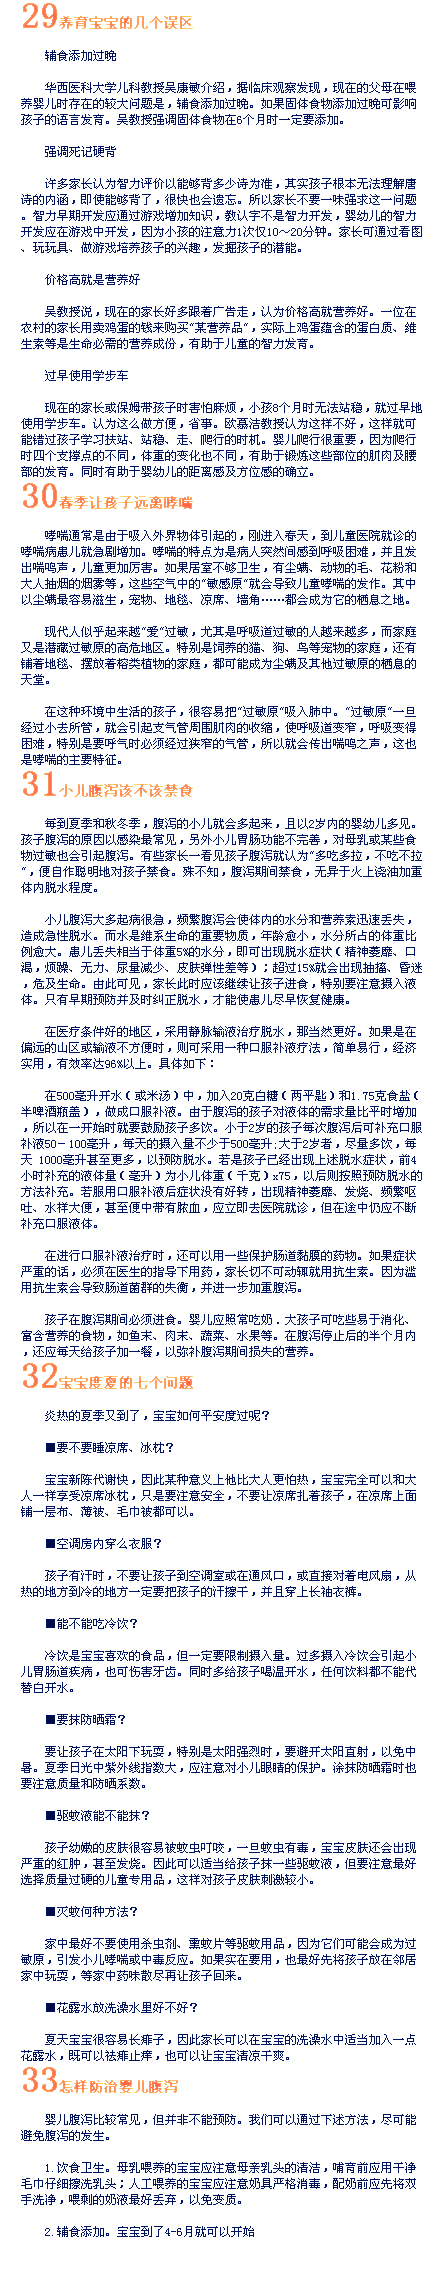 29养育宝宝的几个误区
辅食添加过晚
华西医科大学儿科教授吴康敏介绍，据临床观察发现，现在的父母在喂
养婴儿时存在的较大问题是，辅食添加过晚。如果固体食物添加过晚可影响
孩子的语言发育。吴教授强调固体食物在6个月时一定要添加。
强调死记硬背
许多家长认为智力评价以能够背多少诗为准，其实孩子根本无法理解唐
诗的内涵，即使能够背了，很快也会遗忘。所以家长不要一味强求这一问题
。智力早期开发应通过游戏增加知识，教认字不是智力开发，婴幼儿的智力
开发应在游戏中开发，因为小孩的注意力1次仅10～20分钟。家长可通过看图
、玩玩具、做游戏培养孩子的兴趣，发掘孩子的潜能。
价格高就是营养好
吴教授说，现在的家长好多跟着广告走，认为价格高就营养好。一位在
农村的家长用卖鸡蛋的钱来购买"某营养品"，实际上鸡蛋蕴含的蛋白质、维
生素等是生命必需的营养成份，有助于儿童的智力发育。
过早使用学步车
现在的家长或保姆带孩子时害怕麻烦，小孩8个月时无法站稳，就过早地
使用学步车。认为这么做方便，省事。欧慕洁教授认为这样不好，这样就可
能错过孩子学习扶站、站稳、走、爬行的时机。婴儿爬行很重要，因为爬行
时四个支撑点的不同，体重的变化也不同，有助于锻炼这些部位的肌肉及腰
部的发育。同时有助于婴幼儿的距离感及方位感的确立。
30春季让孩子远离哮喘
哮喘通常是由于吸入外界物体引起的，刚进入春天，到儿童医院就诊的
哮喘病患儿就急剧增加。哮喘的特点为是病人突然间感到呼吸困难，并且发
出喘鸣声，儿童更加厉害。如果居室不够卫生，有尘螨、动物的毛、花粉和
大人抽烟的烟雾等，这些空气中的"敏感原"就会导致儿童哮喘的发作。其中
以尘螨最容易滋生，宠物、地毯、凉席、墙角……都会成为它的栖息之地。
现代人似乎起来越"爱"过敏，尤其是呼吸道过敏的人越来越多，而家庭
又是潜藏过敏原的高危地区。特别是饲养的猫、狗、鸟等宠物的家庭，还有
铺着地毯、摆放着榕类植物的家庭，都可能成为尘螨及其他过敏原的栖息的
天堂。
在这种环境中生活的孩子，很容易把"过敏原"吸入肺中。"过敏原"一旦
经过小去所管，就会引起支气管周围肌肉的收缩，使呼吸道变窄，呼吸变得
困难，特别是要呼气时必须经过狭窄的气管，所以就会传出喘鸣之声，这也
是哮喘的主要特征。
31小儿腹泻该不该禁食
每到夏季和秋冬季，腹泻的小儿就会多起来，且以2岁内的婴幼儿多见。
孩子腹泻的原因以感染最常见，另外小儿胃肠功能不完善，对母乳或某些食
物过敏也会引起腹泻。有些家长一看见孩子腹泻就认为"多吃多拉，不吃不拉
"，便自作聪明地对孩子禁食。殊不知，腹泻期间禁食，无异于火上浇油加重
体内脱水程度。
小儿腹泻大多起病很急，频繁腹泻会使体内的水分和营养素迅速丢失，
造成急性脱水。而水是维系生命的重要物质，年龄愈小，水分所占的体重比
例愈大。患儿丢失相当于体重5%的水分，即可出现脱水症状（精神萎靡、口
渴，烦躁、无力、尿量减少、皮肤弹性差等）；超过15%就会出现抽搐、昏迷
，危及生命。由此可见，家长此时应该继续让孩子进食，特别要注意摄入液
体。只有早期预防并及时纠正脱水，才能使患儿尽早恢复健康。
在医疗条件好的地区，采用静脉输液治疗脱水，那当然更好。如果是在
偏远的山区或输液不方便时，则可采用一种口服补液疗法，简单易行，经济
实用，有效率达96%以上。具体如下：
在500毫升开水（或米汤）中，加入20克白糖（两平匙）和1.75克食盐（
半啤酒瓶盖），做成口服补液。由于腹泻的孩子对液体的需求量比平时增加
，所以在一开始时就要鼓励孩子多饮。小于2岁的孩子每次腹泻后可补充口服
补液50－100毫升，每天的摄入量不少于500毫升;大于2岁者，尽量多饮，每
天 1000毫升甚至更多，以预防脱水。若是孩子已经出现上述脱水症状，前4
小时补充的液体量（毫升）为小儿体重（千克）x75，以后则按照预防脱水的
方法补充。若服用口服补液后症状没有好转，出现精神萎靡、发烧、频繁呕
吐、水样大便，甚至便中带有脓血，应立即去医院就诊，但在途中仍应不断
补充口服液体。
在进行口服补液治疗时，还可以用一些保护肠道黏膜的药物。如果症状
严重的话，必须在医生的指导下用药，家长切不可动辄就用抗生素。因为滥
用抗生素会导致肠道菌群的失衡，并进一步加重腹泻。
孩子在腹泻期间必须进食。婴儿应照常吃奶．大孩子可吃些易于消化、
富含营养的食物，如鱼末、肉末、蔬菜、水果等。在腹泻停止后的半个月内
，还应每天给孩子加一餐，以弥补腹泻期间损失的营养。
32宝宝度夏的七个问题
炎热的夏季又到了，宝宝如何平安度过呢？
■要不要睡凉席、冰枕？
宝宝新陈代谢快，因此某种意义上他比大人更怕热，宝宝完全可以和大
人一样享受凉席冰枕，只是要注意安全，不要让凉席扎着孩子，在凉席上面
铺一层布、薄被、毛巾被都可以。
■空调房内穿么衣服？
孩子有汗时，不要让孩子到空调室或在通风口，或直接对着电风扇，从
热的地方到冷的地方一定要把孩子的汗擦干，并且穿上长袖衣裤。
■能不能吃冷饮？
冷饮是宝宝喜欢的食品，但一定要限制摄入量。过多摄入冷饮会引起小
儿胃肠道疾病，也可伤害牙齿。同时多给孩子喝温开水，任何饮料都不能代
替白开水。
■要抹防晒霜？
要让孩子在太阳下玩耍，特别是太阳强烈时，要避开太阳直射，以免中
暑。夏季日光中紫外线指数大，应注意对小儿眼睛的保护。涂抹防晒霜时也
要注意质量和防晒系数。
■驱蚊液能不能抹？
孩子幼嫩的皮肤很容易被蚊虫叮咬，一旦蚊虫有毒，宝宝皮肤还会出现
严重的红肿，甚至发烧。因此可以适当给孩子抹一些驱蚊液，但要注意最好
选择质量过硬的儿童专用品，这样对孩子皮肤刺激较小。
■灭蚊何种方法？
家中最好不要使用杀虫剂、熏蚊片等驱蚊用品，因为它们可能会成为过
敏原，引发小儿哮喘或中毒反应。如果实在要用，也最好先将孩子放在邻居
家中玩耍，等家中药味散尽再让孩子回来。
■花露水放洗澡水里好不好？
夏天宝宝很容易长痱子，因此家长可以在宝宝的洗澡水中适当加入一点
花露水，既可以祛痱止痒，也可以让宝宝清凉干爽。
33怎样防治婴儿腹泻
婴儿腹泻比较常见，但并非不能预防。我们可以通过下述方法，尽可能
避免腹泻的发生。
1.饮食卫生。母乳喂养的宝宝应注意母亲乳头的清洁，哺育前应用干净
毛巾仔细擦洗乳头；人工喂养的宝宝应注意奶具严格消毒，配奶前应先将双
手洗净，喂剩的奶液最好丢弃，以免变质。
2.辅食添加。宝宝到了4-6月就可以开始